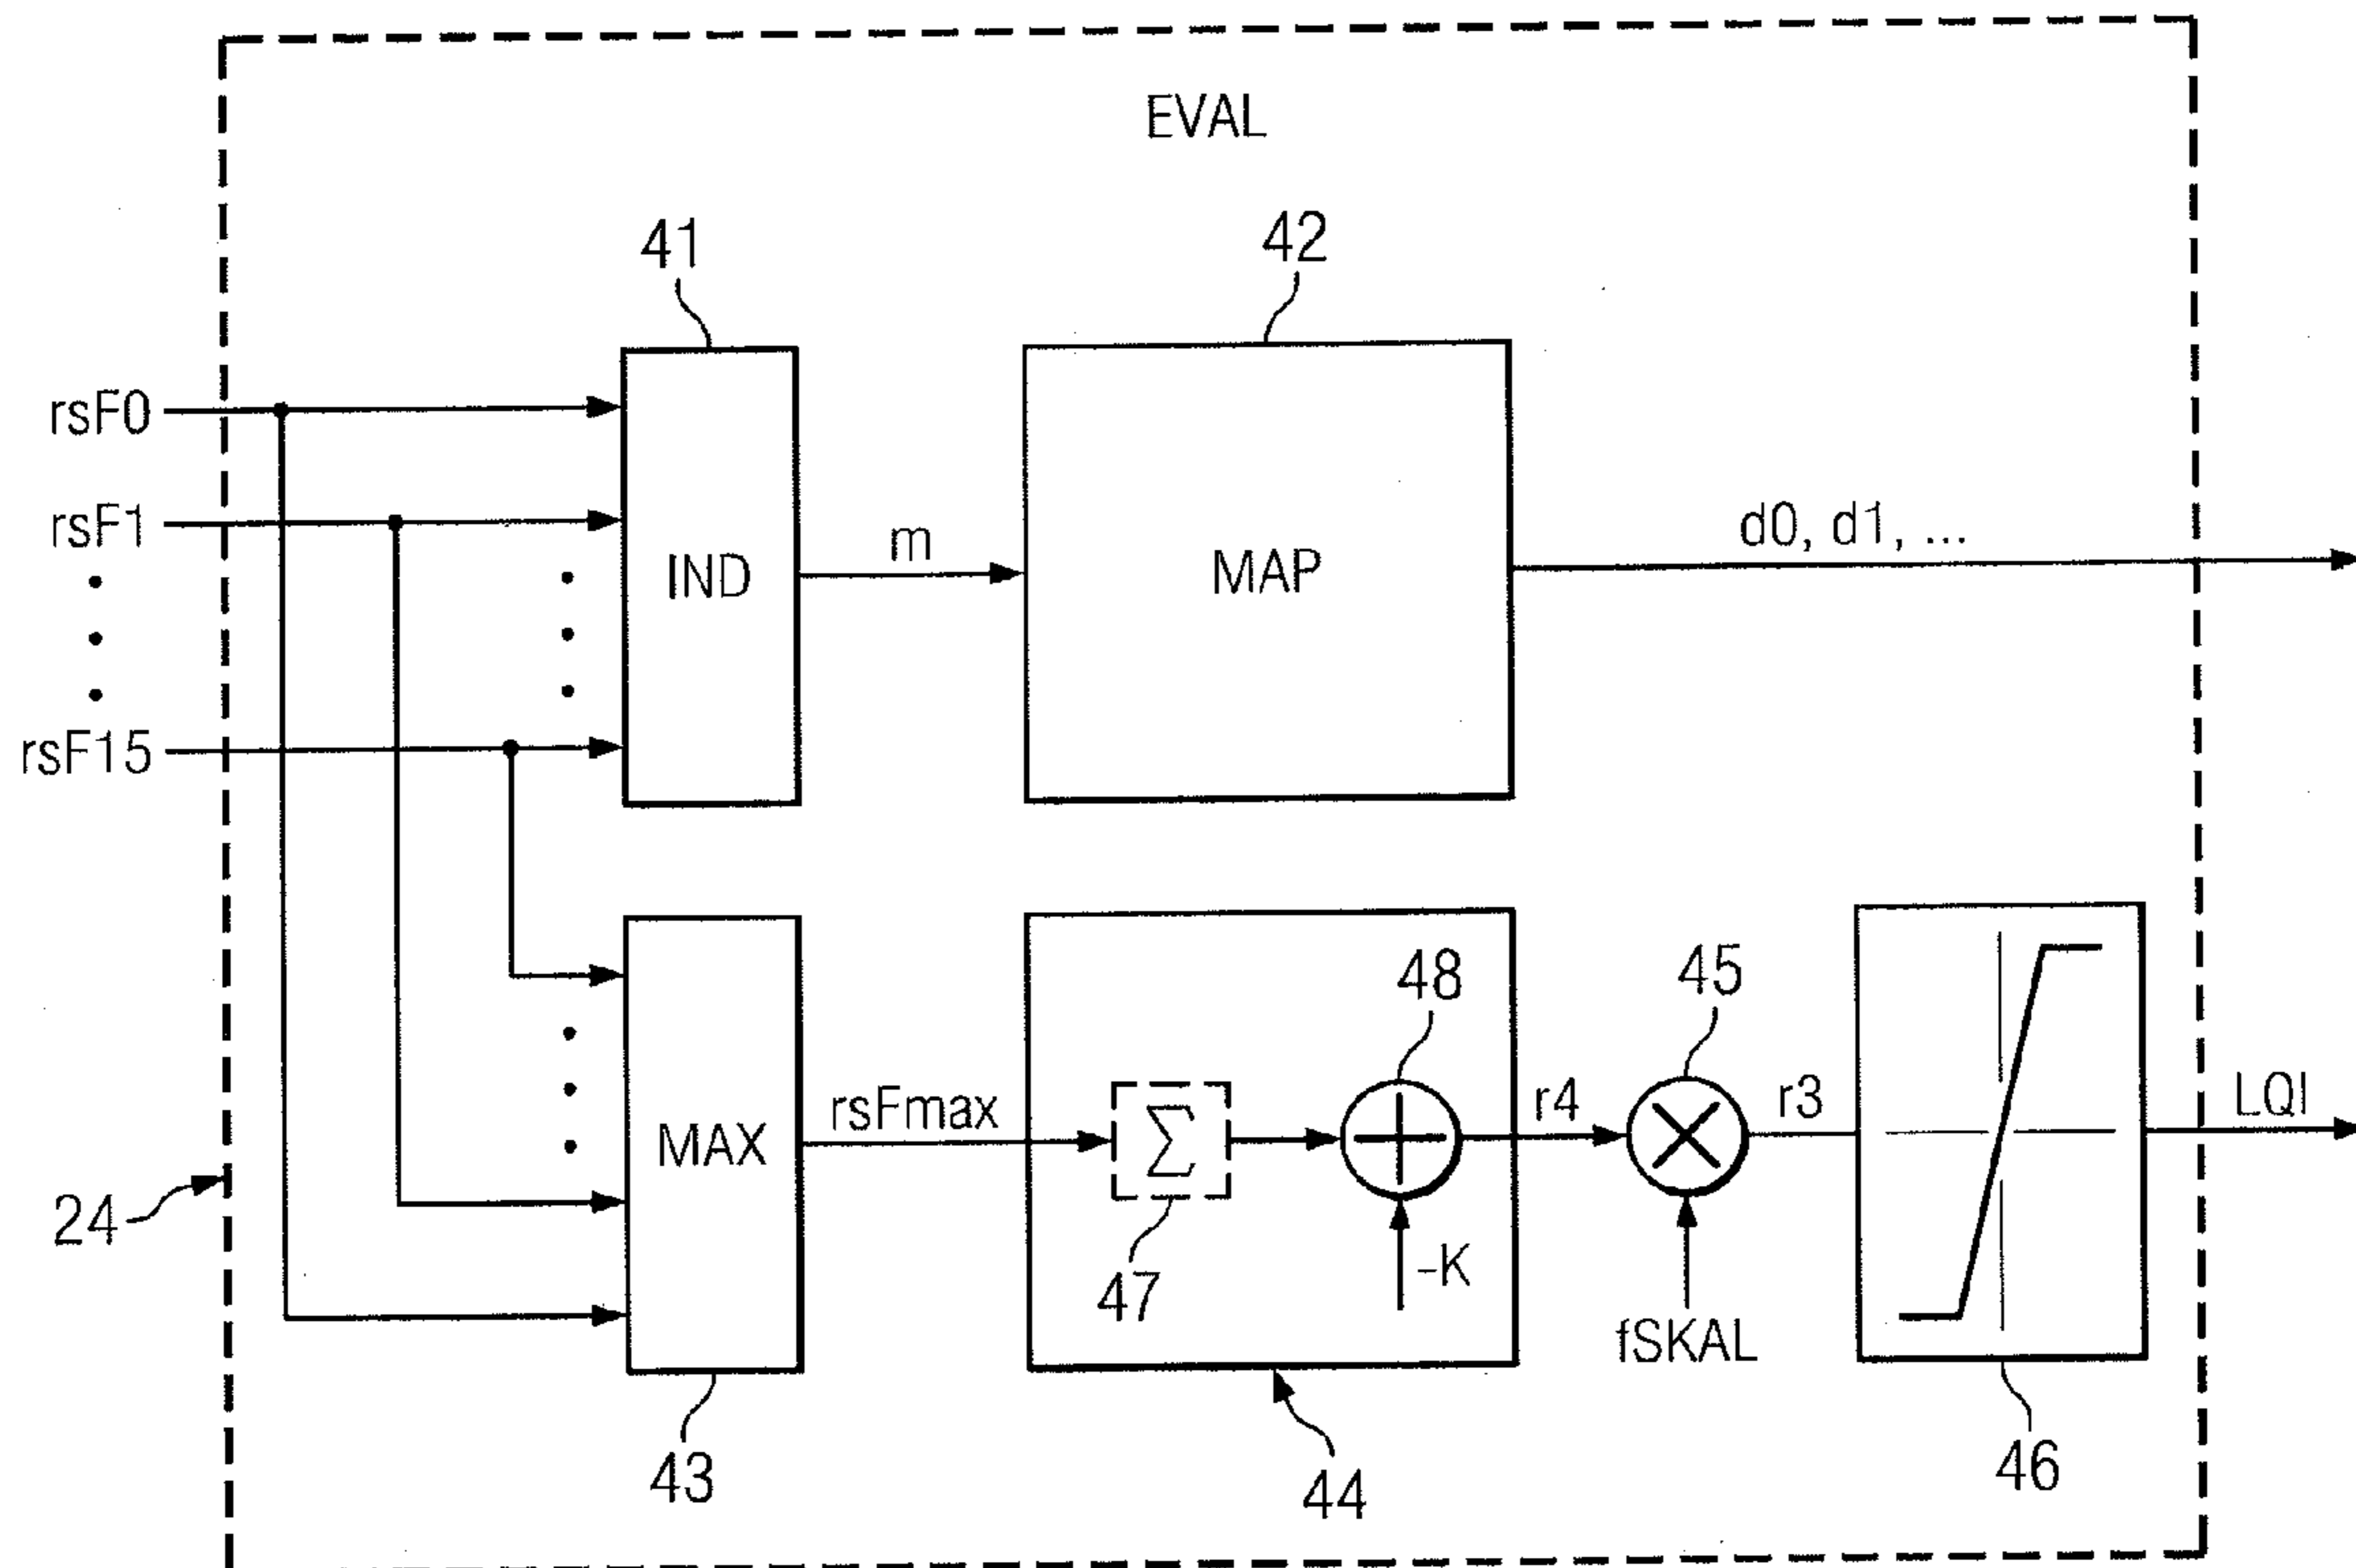 EVAL
41
42
rsF0
rsF1
rsF15
IND
m
MAP
d0, d1, ...
MAX
rsFmax
Σ
48
-K
r4
45
fSKAL
r3
LQI
24
47
43
44
46